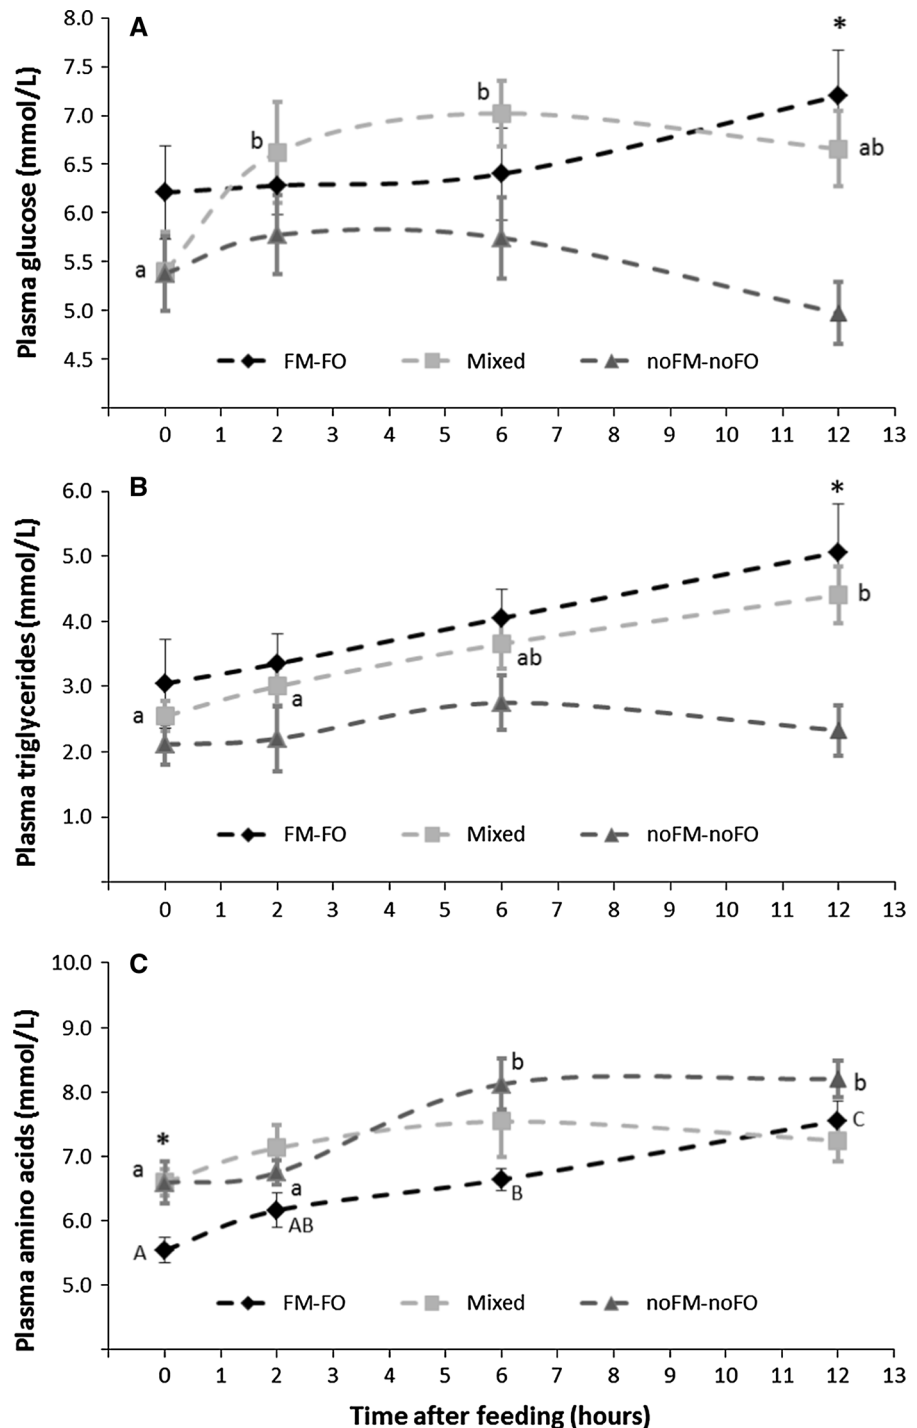 A
*
8.0
7.5
7.0
6.5
6.0
5.5
5.0
4.5
Plasma glucose (mmol/L)
a
b
b
ab
FM-FO Mixed noFM-noFO
0 1 2 3 4 5 6 7 8 9 10 11 12 13
B
*
6.0
5.0
4.0
3.0
2.0
1.0
Plasma triglycerides (mmol/L)
a
a
ab
b
FM-FO Mixed noFM-noFO
0 1 2 3 4 5 6 7 8 9 10 11 12 13
C
10.0
9.0
8.0
7.0
6.0
5.0
Plasma amino acids (mmol/L)
*
a
a
b
b
A
AB
B
C
FM-FO Mixed noFM-noFO
0 1 2 3 4 5 6 7 8 9 10 11 12 13
Time after feeding (hours)